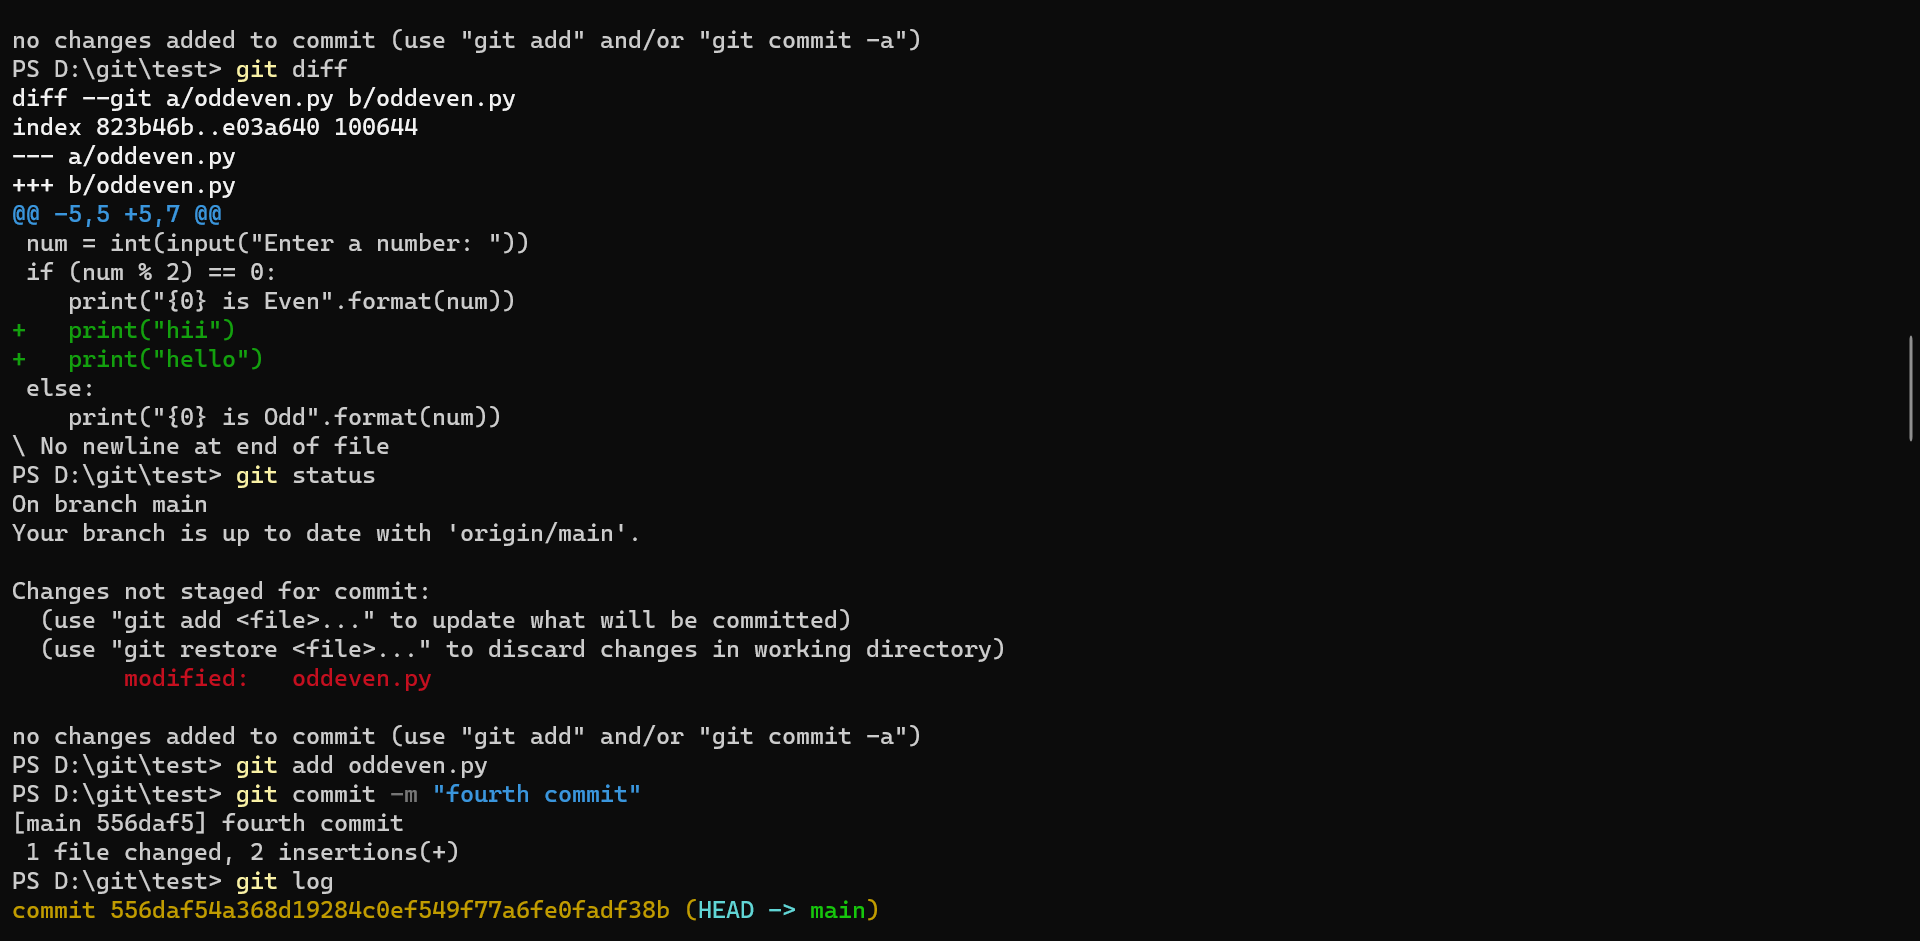 no changes added to commit (use "git add" and/or "git commit -a")
PS D:\git\test> git diff
diff --git a/oddeven.py b/oddeven.py
index 823b46b..e03a640 100644
--- a/oddeven.py
+++ b/oddeven.py
@@ -5,5 +5,7 @@
 num = int(input("Enter a number: "))
 if (num % 2) == 0:
    print("{0} is Even".format(num))
+   print("hii")
+   print("hello")
 else:
    print("{0} is Odd".format(num))
\ No newline at end of file
PS D:\git\test> git status
On branch main
Your branch is up to date with 'origin/main'.

Changes not staged for commit:
  (use "git add <file>..." to update what will be committed)
  (use "git restore <file>..." to discard changes in working directory)
        modified:   oddeven.py

no changes added to commit (use "git add" and/or "git commit -a")
PS D:\git\test> git add oddeven.py
PS D:\git\test> git commit -m "fourth commit"
[main 556daf5] fourth commit
 1 file changed, 2 insertions(+)
PS D:\git\test> git log
commit 556daf54a368d19284c0ef549f77a6fe0fadf38b (HEAD -> main)